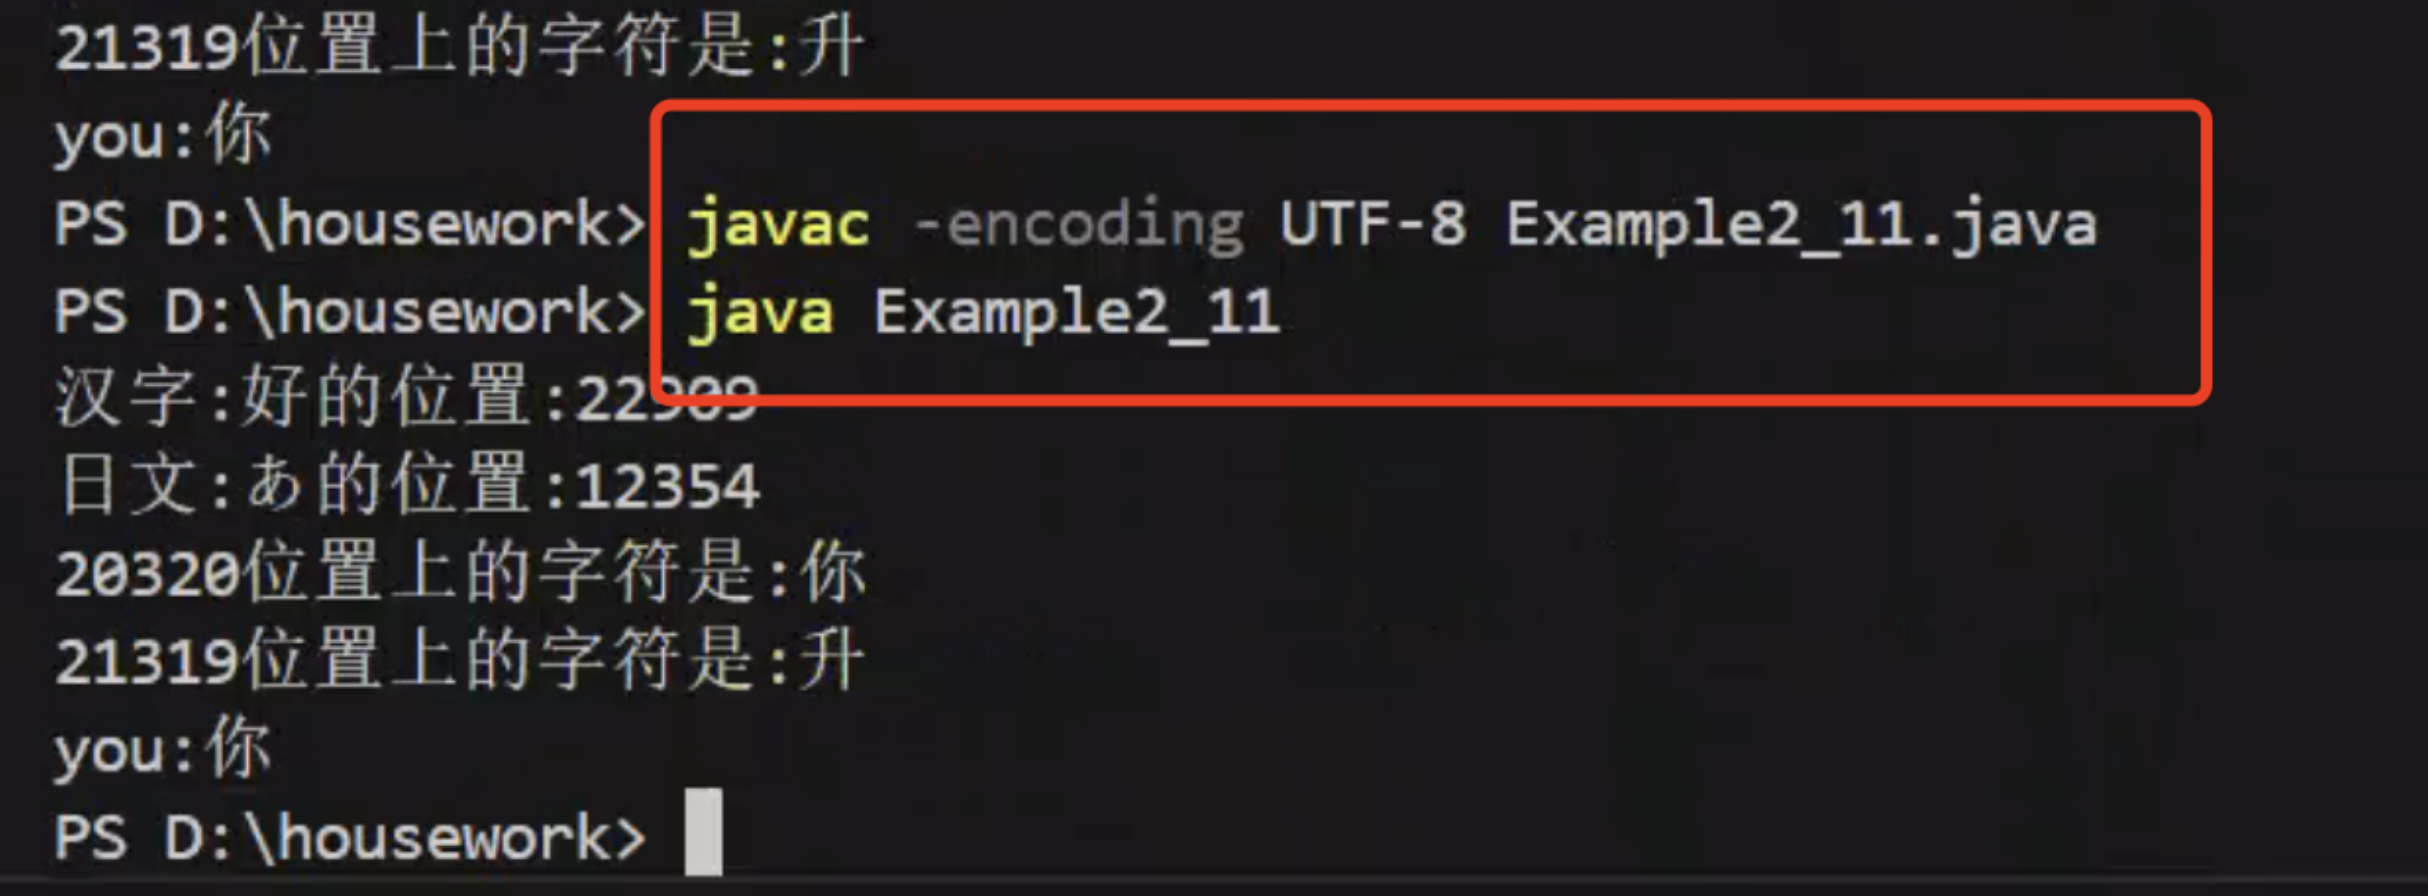 21319位置上的字符是:升
you:你
PS D:\housework> javac -encoding UTF-8 Example2_11.java
PS D:\housework> java Example2_11
汉字:好的位置:22909
日文:あ的位置:12354
20320位置上的字符是:你
21319位置上的字符是:升
you:你
PS D:\housework>